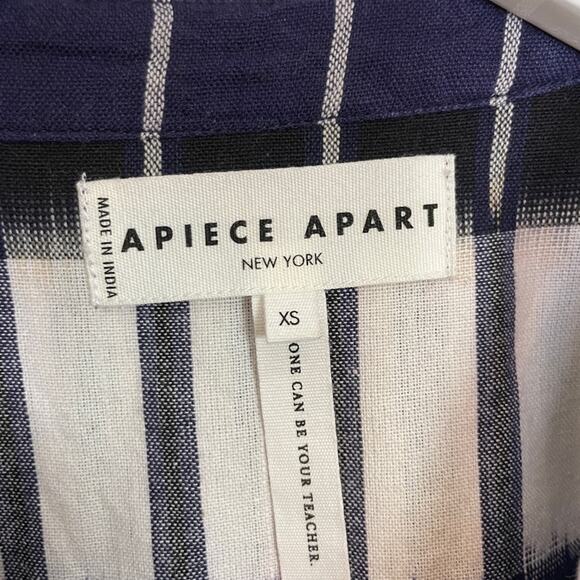 MADE IN INDIA
APIECE APART
NEW YORK
XS
ONE CAN BE YOUR TEACHER.